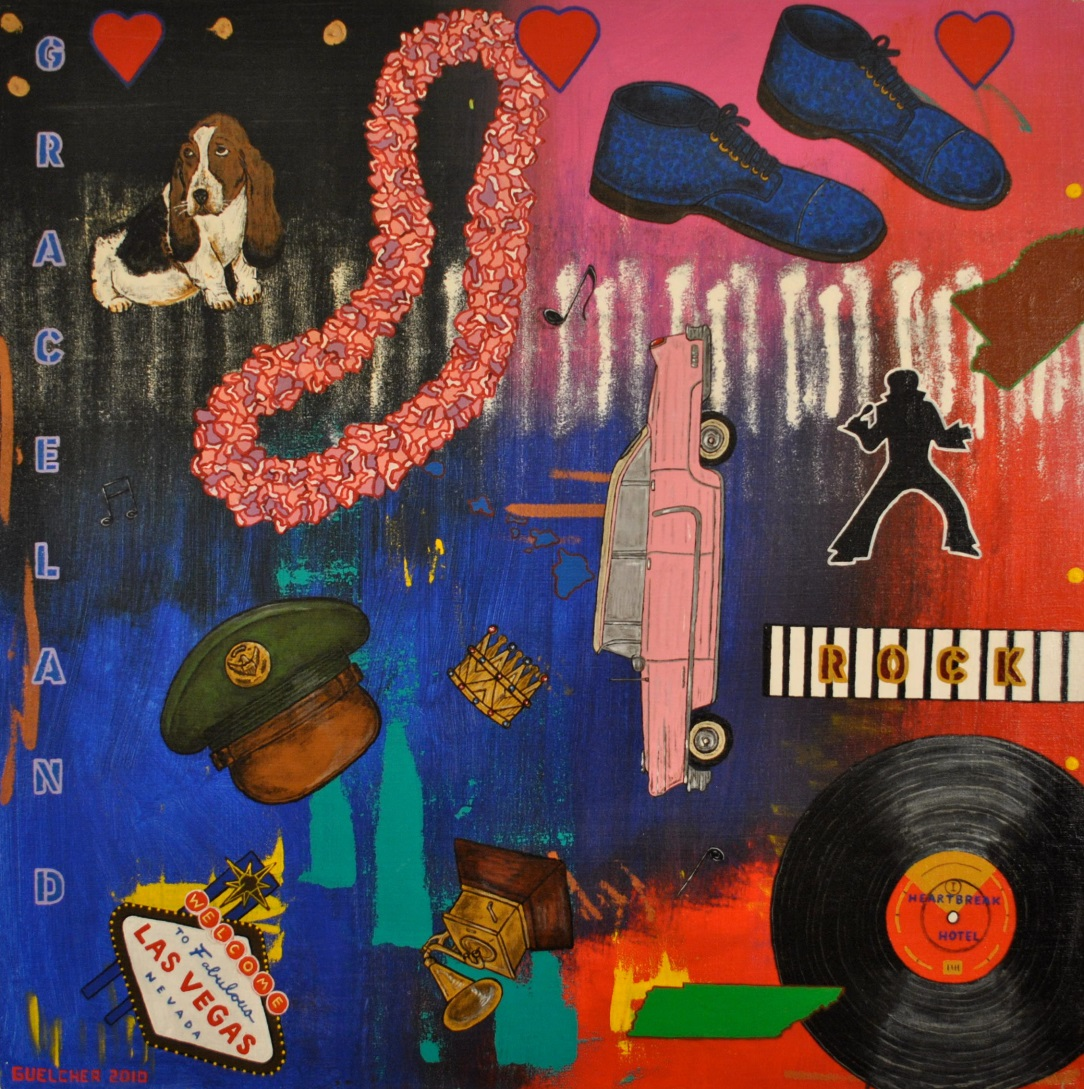 GRACELAND
ROCK
HEARTBREAK
HOTEL
WELCOME
TO Fabulous
LAS VEGAS
NEVADA
GUELCHER 2010